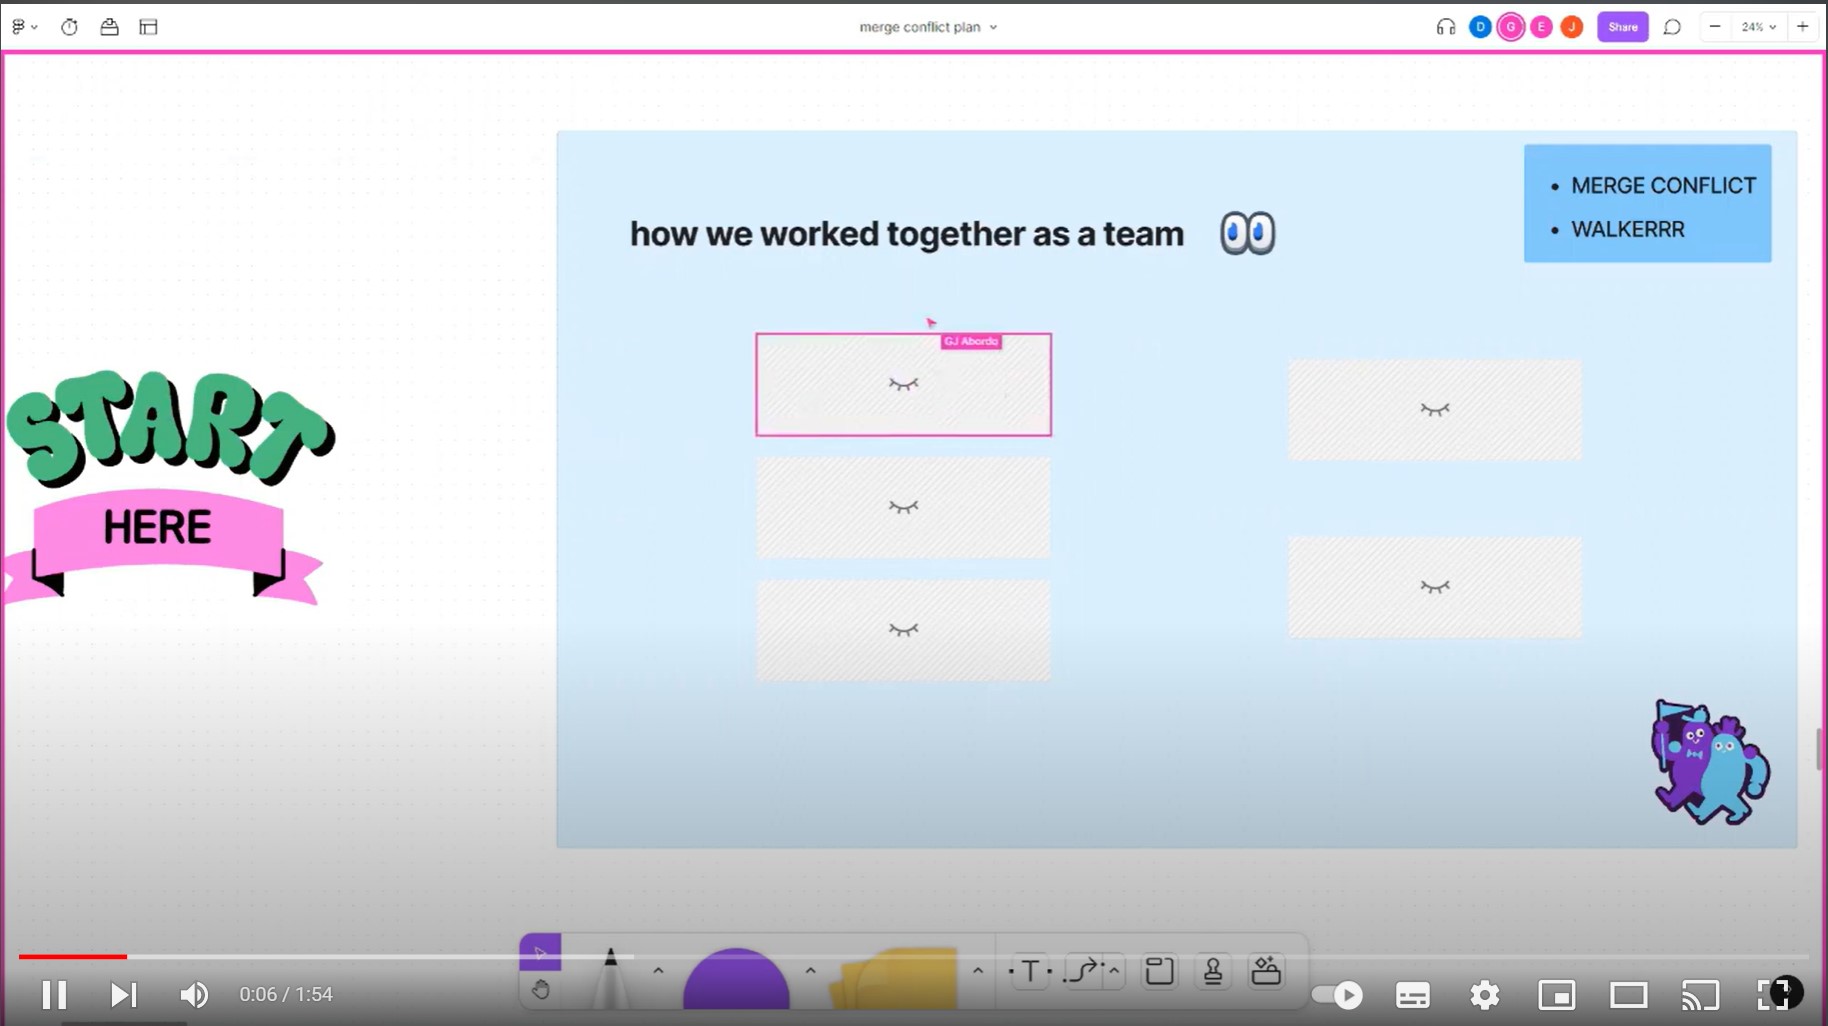 merge conflict plan
D
G
E
J
Share
24%
MERGE CONFLICT
WALKERRR
how we worked together as a team
GJ Abordo
START
HERE
T
0:06 / 1:54